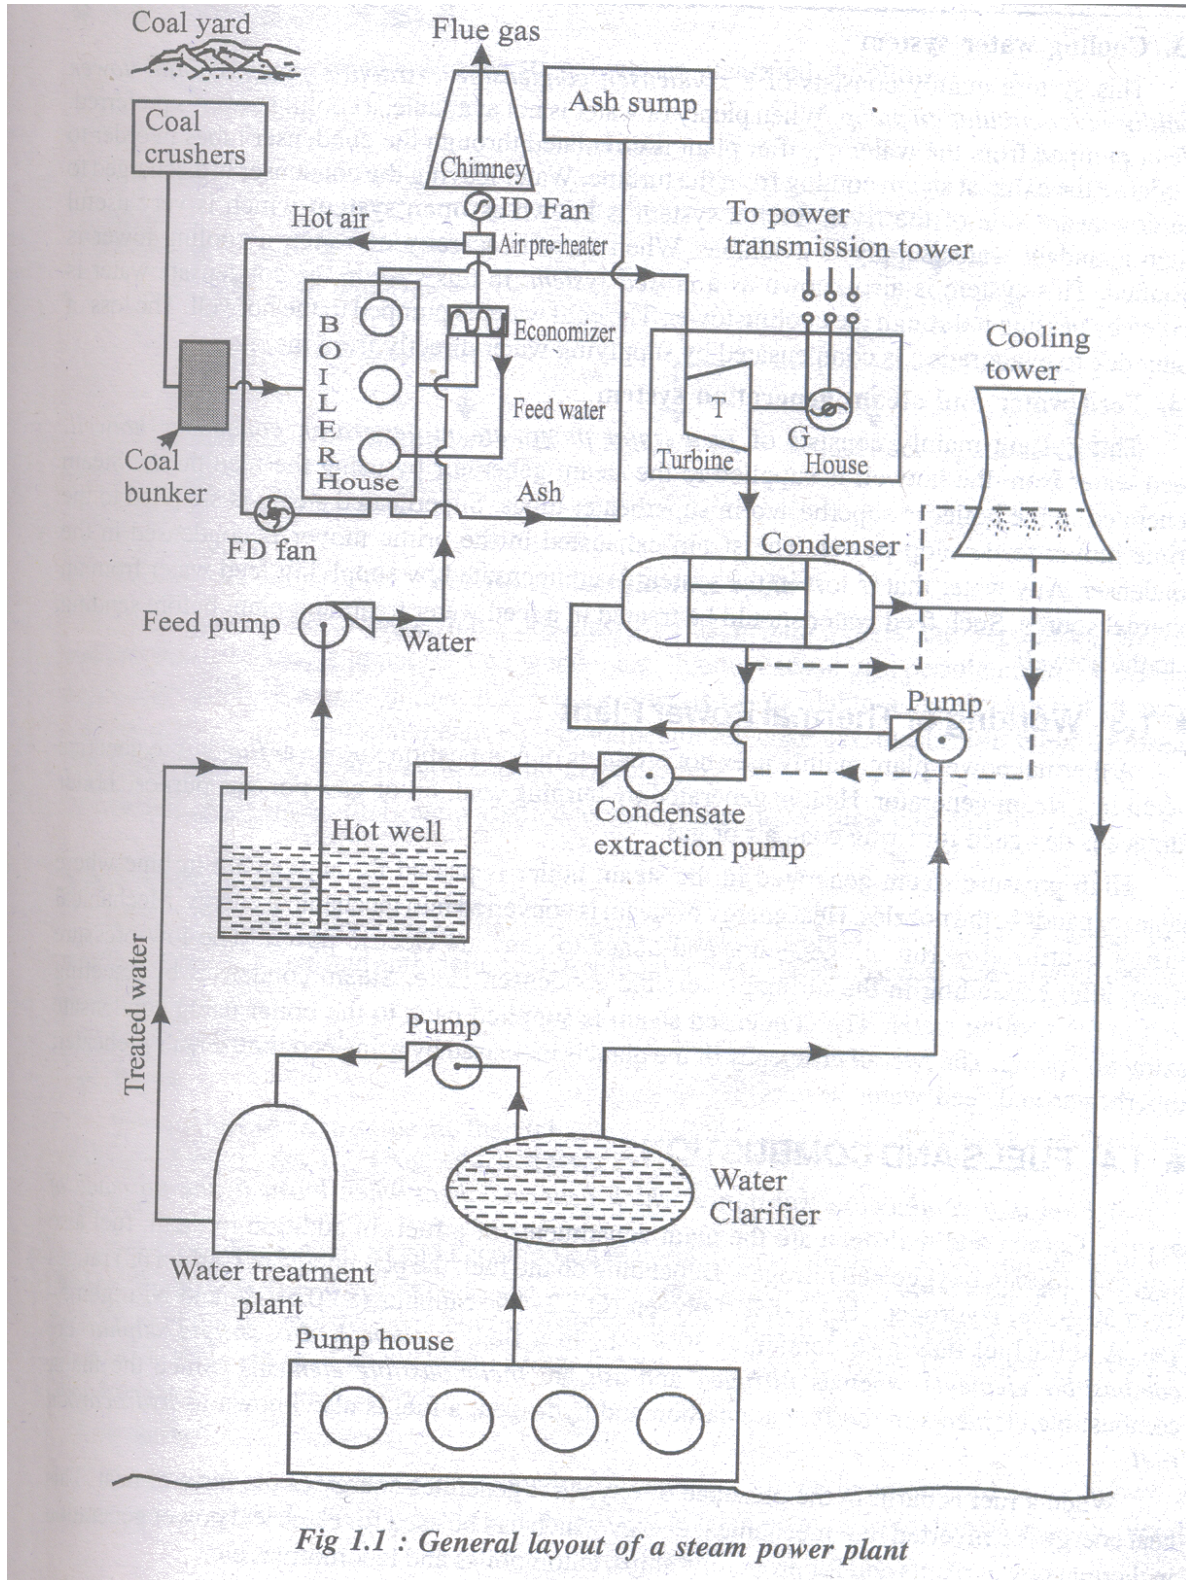 Coal yard
Flue gas
Coal
crushers
Ash sump
Chimney
ID Fan
Hot air
Air pre-heater
To power
transmission tower
BOILER
House
Economizer
Cooling
tower
Feed water
T
G
Turbine
House
Coal
bunker
Ash
FD fan
Condenser
Feed pump
Water
Pump
Hot well
Condensate
extraction pump
Treated water
Pump
Water
Clarifier
Water treatment
plant
Pump house
Fig 1.1 : General layout of a steam power plant